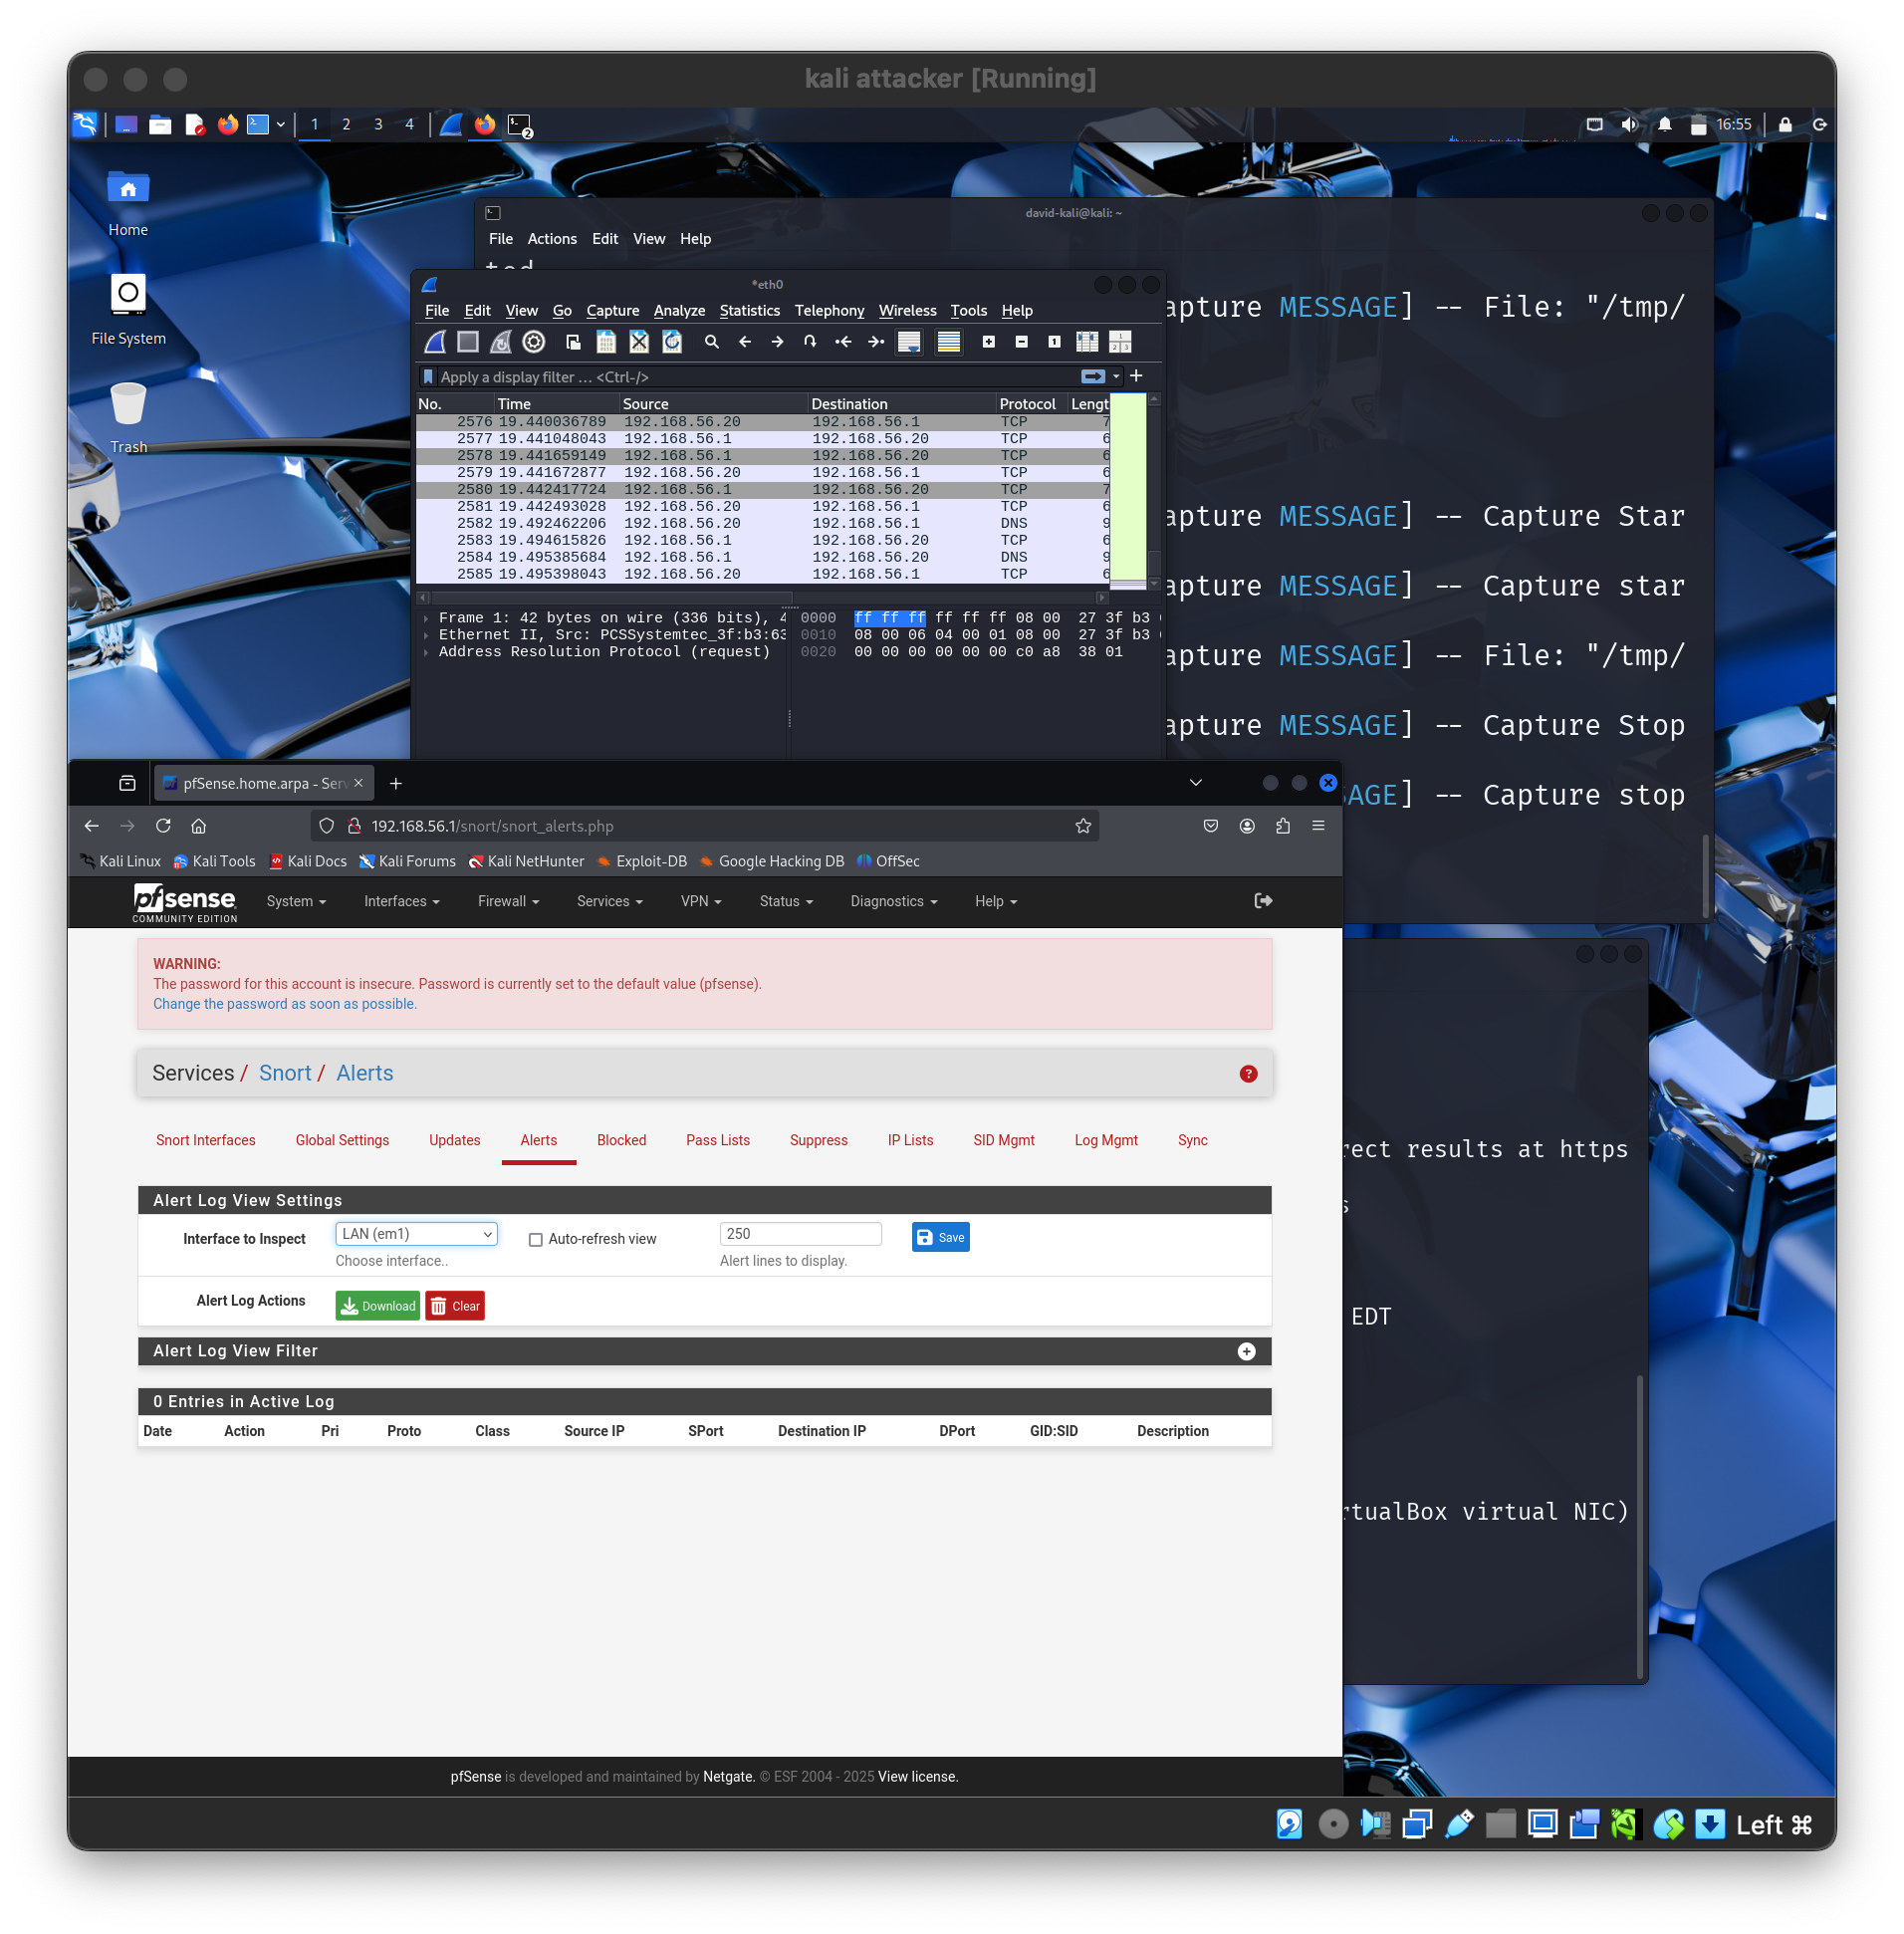 kali attacker [Running]
1 2 3 4
2
16:55
Home
File System
Trash
david-kali@kali: ~
File Actions Edit View Help
apture MESSAGE] -- File: "/tmp/
apture MESSAGE] -- Capture Star
apture MESSAGE] -- Capture star
apture MESSAGE] -- File: "/tmp/
apture MESSAGE] -- Capture Stop
SAGE] -- Capture stop
*eth0
File Edit View Go Capture Analyze Statistics Telephony Wireless Tools Help
Apply a display filter ... <Ctrl-/>
No. Time Source Destination Protocol Lengt
2576 19.440036789 192.168.56.20 192.168.56.1 TCP 7
2577 19.441048043 192.168.56.1 192.168.56.20 TCP 6
2578 19.441659149 192.168.56.1 192.168.56.20 TCP 6
2579 19.441672877 192.168.56.20 192.168.56.1 TCP 6
2580 19.442417724 192.168.56.1 192.168.56.20 TCP 7
2581 19.442493028 192.168.56.20 192.168.56.1 TCP 6
2582 19.492462206 192.168.56.20 192.168.56.1 DNS 9
2583 19.494615826 192.168.56.1 192.168.56.20 TCP 6
2584 19.495385684 192.168.56.1 192.168.56.20 DNS 9
2585 19.495398043 192.168.56.20 192.168.56.1 TCP 6
Frame 1: 42 bytes on wire (336 bits), 4
Ethernet II, Src: PCSSystemtec_3f:b3:63
Address Resolution Protocol (request)
0000 ff ff ff ff ff ff 08 00 27 3f b3
0010 08 00 06 04 00 01 08 00 27 3f b3
0020 00 00 00 00 00 00 c0 a8 38 01
pfSense.home.arpa - Serv
192.168.56.1/snort/snort_alerts.php
Kali Linux Kali Tools Kali Docs Kali Forums Kali NetHunter Exploit-DB Google Hacking DB OffSec
pfsense
COMMUNITY EDITION
System Interfaces Firewall Services VPN Status Diagnostics Help
WARNING:
The password for this account is insecure. Password is currently set to the default value (pfsense).
Change the password as soon as possible.
Services / Snort / Alerts
Snort Interfaces Global Settings Updates Alerts Blocked Pass Lists Suppress IP Lists SID Mgmt Log Mgmt Sync
Alert Log View Settings
Interface to Inspect LAN (em1) Auto-refresh view 250 Save
Choose interface.. Alert lines to display.
Alert Log Actions Download Clear
Alert Log View Filter
0 Entries in Active Log
Date Action Pri Proto Class Source IP SPort Destination IP DPort GID:SID Description
pfSense is developed and maintained by Netgate. © ESF 2004 - 2025 View license.
rect results at https
s
EDT
rtualBox virtual NIC)
Left ⌘